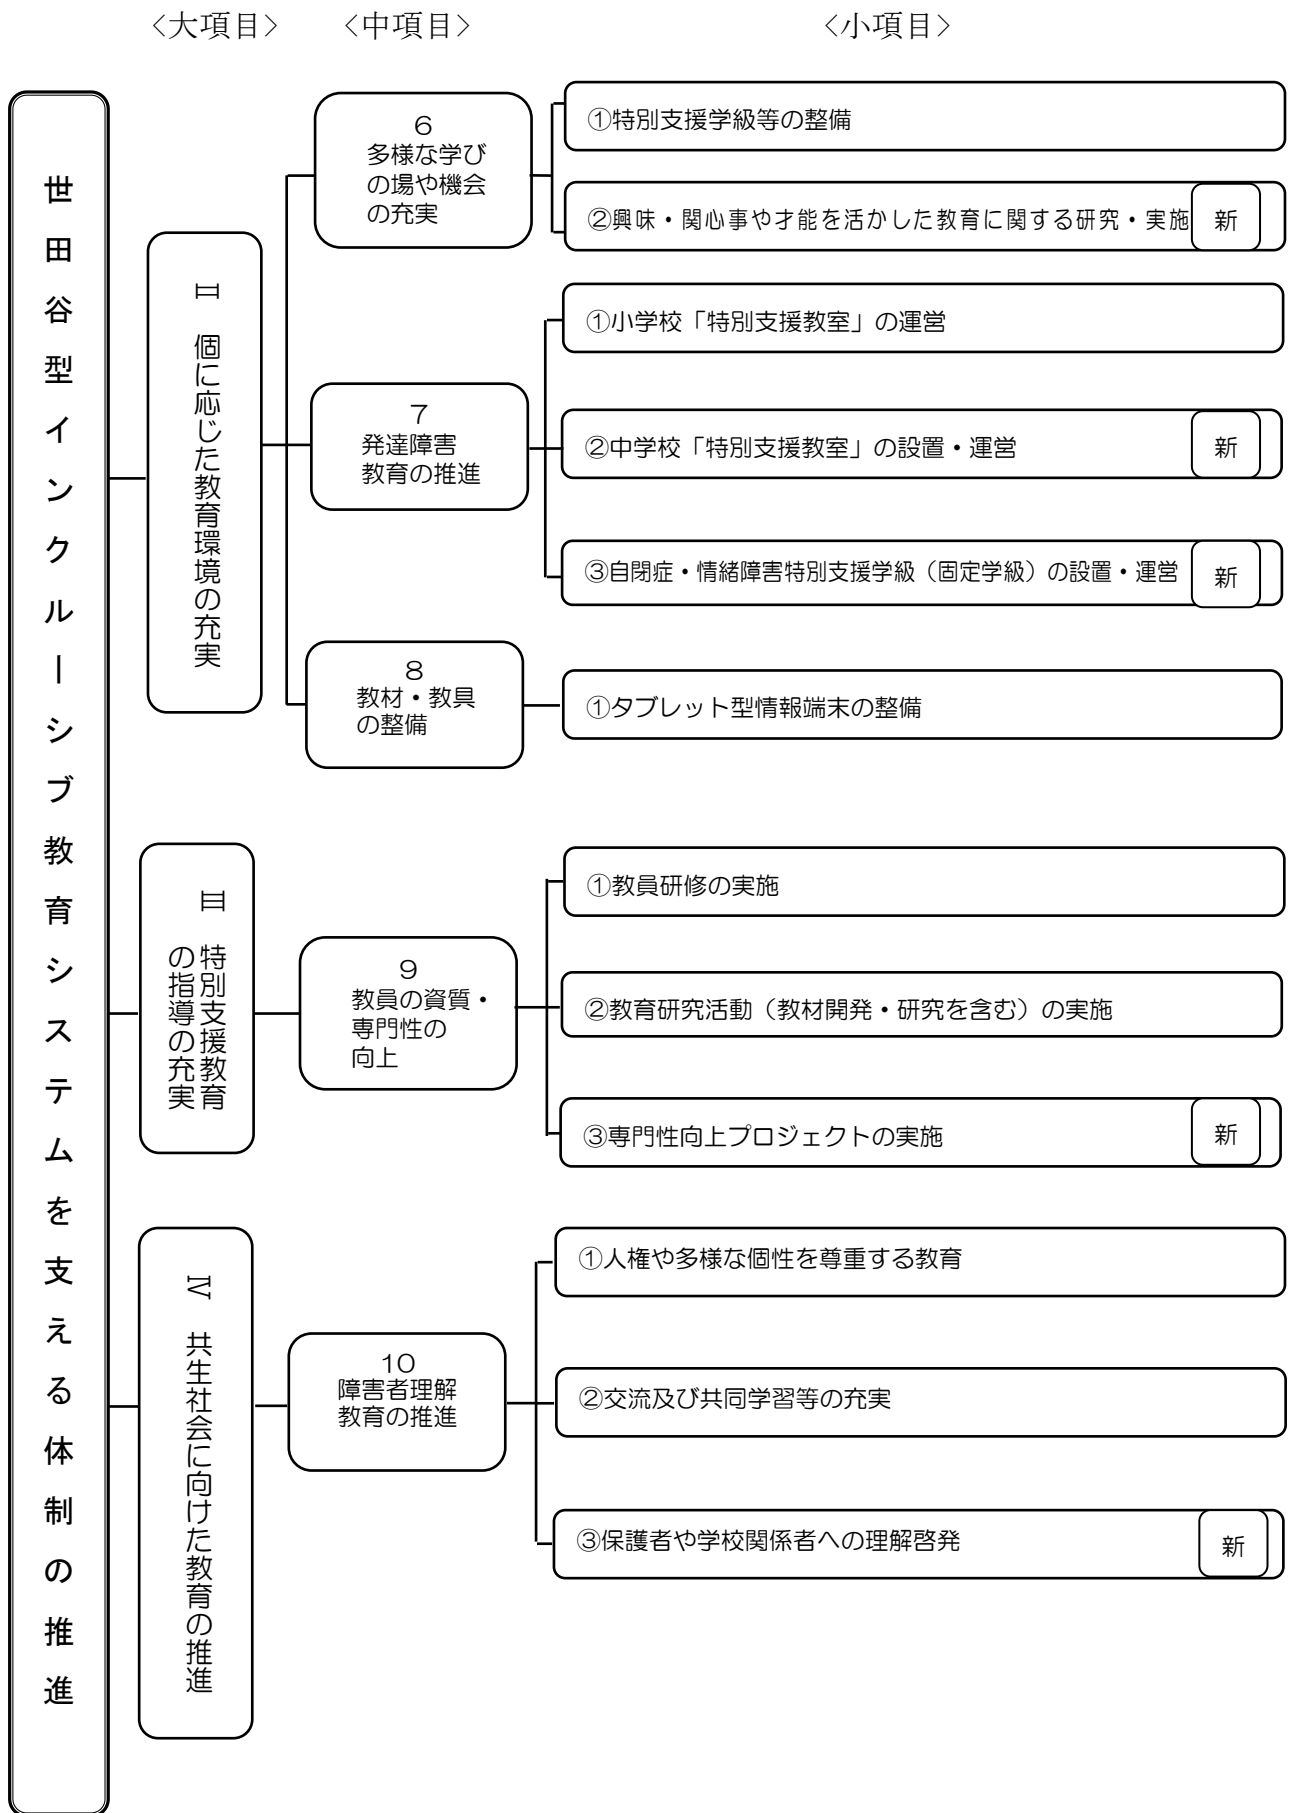 <大項目>
<中項目>
<小項目>
世田谷型インクルーシブ教育システムを支える体制の推進
Ⅱ 個に応じた教育環境の充実
6
多様な学び
の場や機会
の充実
①特別支援学級等の整備
②興味・関心事や才能を活かした教育に関する研究・実施
新
7
発達障害
教育の推進
①小学校「特別支援教室」の運営
②中学校「特別支援教室」の設置・運営
新
③自閉症・情緒障害特別支援学級（固定学級）の設置・運営
新
8
教材・教具
の整備
①タブレット型情報端末の整備
Ⅲ 特別支援教育
の指導の充実
9
教員の資質・
専門性の
向上
①教員研修の実施
②教育研究活動（教材開発・研究を含む）の実施
③専門性向上プロジェクトの実施
新
Ⅳ 共生社会に向けた教育の推進
10
障害者理解
教育の推進
①人権や多様な個性を尊重する教育
②交流及び共同学習等の充実
③保護者や学校関係者への理解啓発
新